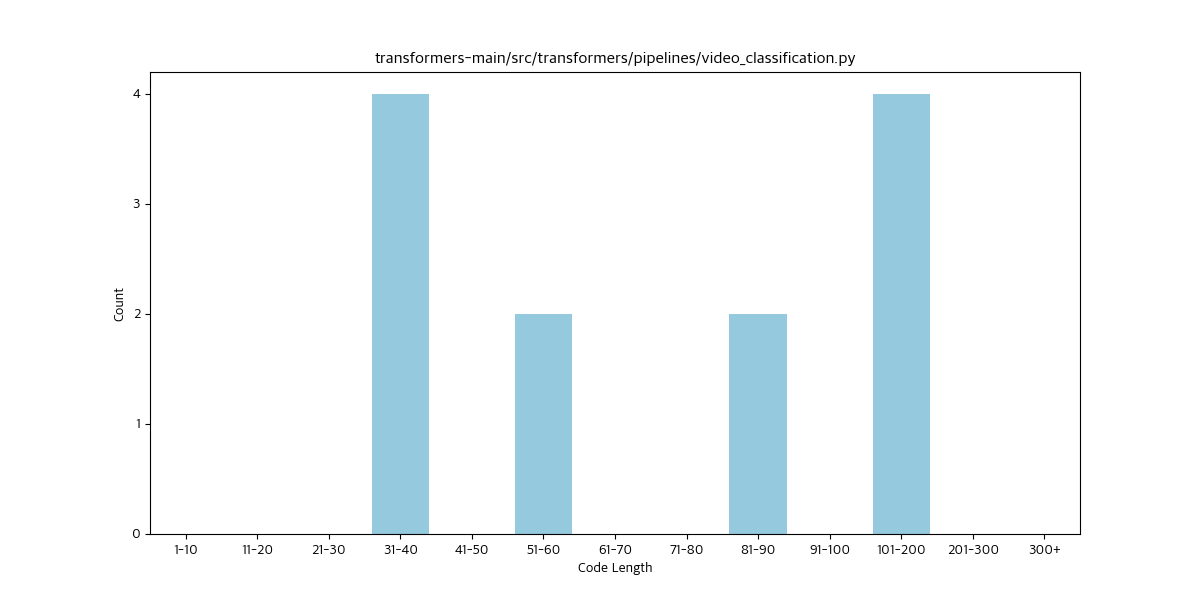 transformers-main/src/transformers/pipelines/video_classification.py
4
3
2
1
0
Count
1-10 11-20 21-30 31-40 41-50 51-60 61-70 71-80 81-90 91-100 101-200 201-300 300+
Code Length